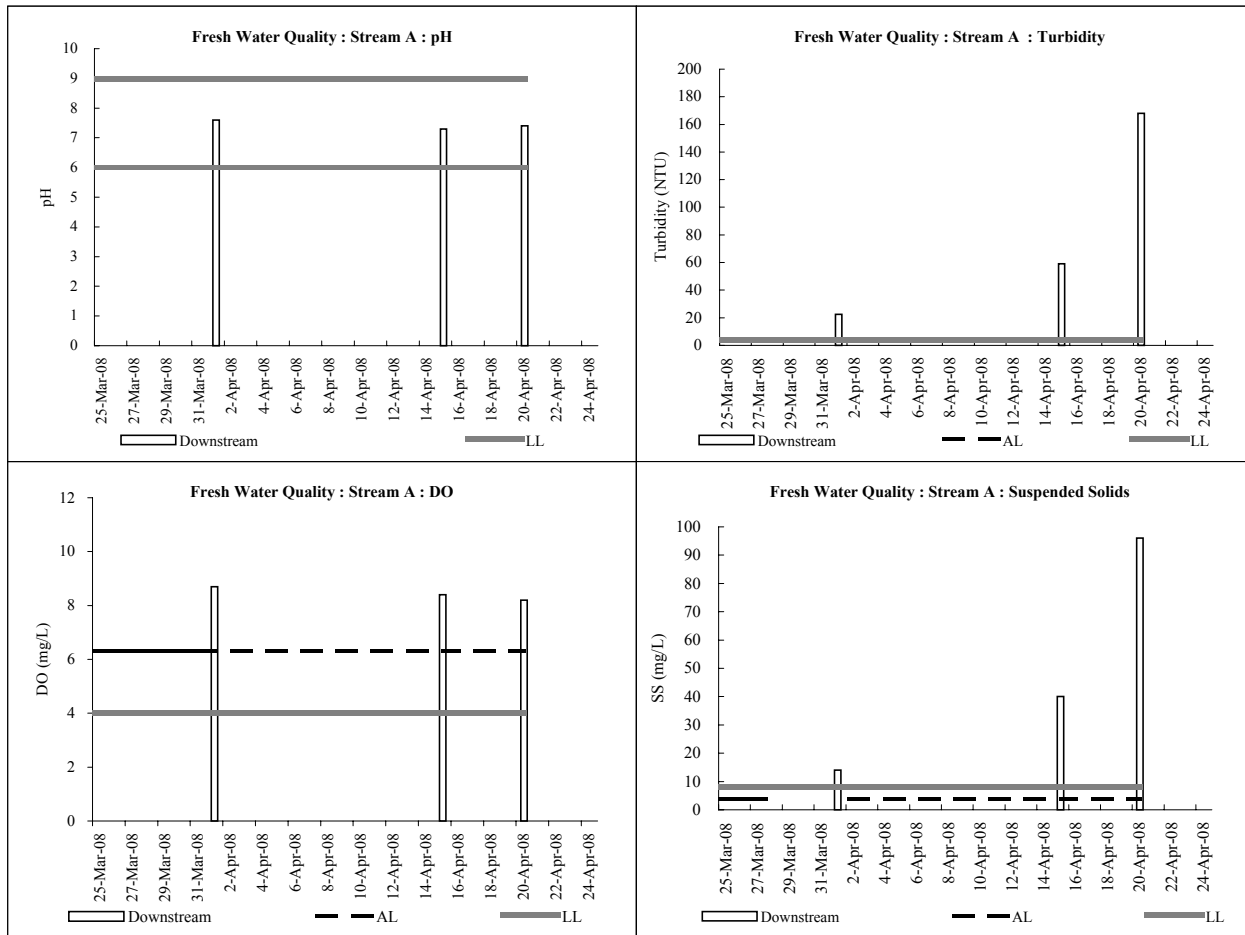 Fresh Water Quality : Stream A : pH
10
9
8
7
6
5
4
3
2
1
0
pH
25-Mar-08
27-Mar-08
29-Mar-08
31-Mar-08
2-Apr-08
4-Apr-08
6-Apr-08
8-Apr-08
10-Apr-08
12-Apr-08
14-Apr-08
16-Apr-08
18-Apr-08
20-Apr-08
22-Apr-08
24-Apr-08
Downstream LL
Fresh Water Quality : Stream A : Turbidity
200
180
160
140
120
100
80
60
40
20
0
Turbidity (NTU)
25-Mar-08
27-Mar-08
29-Mar-08
31-Mar-08
2-Apr-08
4-Apr-08
6-Apr-08
8-Apr-08
10-Apr-08
12-Apr-08
14-Apr-08
16-Apr-08
18-Apr-08
20-Apr-08
22-Apr-08
24-Apr-08
Downstream AL LL
Fresh Water Quality : Stream A : DO
12
10
8
6
4
2
0
DO (mg/L)
25-Mar-08
27-Mar-08
29-Mar-08
31-Mar-08
2-Apr-08
4-Apr-08
6-Apr-08
8-Apr-08
10-Apr-08
12-Apr-08
14-Apr-08
16-Apr-08
18-Apr-08
20-Apr-08
22-Apr-08
24-Apr-08
Downstream AL LL
Fresh Water Quality : Stream A : Suspended Solids
100
90
80
70
60
50
40
30
20
10
0
SS (mg/L)
25-Mar-08
27-Mar-08
29-Mar-08
31-Mar-08
2-Apr-08
4-Apr-08
6-Apr-08
8-Apr-08
10-Apr-08
12-Apr-08
14-Apr-08
16-Apr-08
18-Apr-08
20-Apr-08
22-Apr-08
24-Apr-08
Downstream AL LL